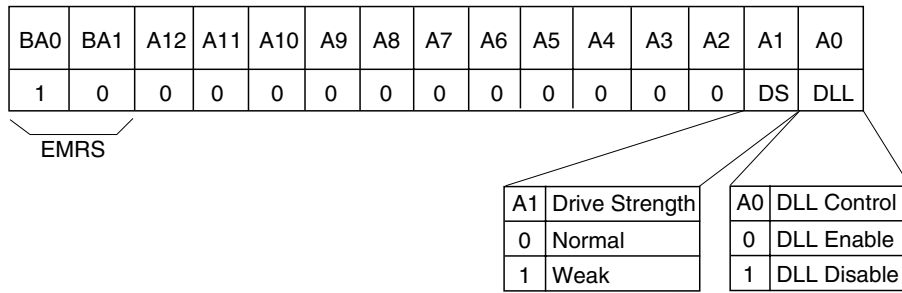 BA0 BA1 A12 A11 A10 A9 A8 A7 A6 A5 A4 A3 A2 A1 A0
1 0 0 0 0 0 0 0 0 0 0 0 0 DS DLL
EMRS
A1 Drive Strength
0 Normal
1 Weak
A0 DLL Control
0 DLL Enable
1 DLL Disable